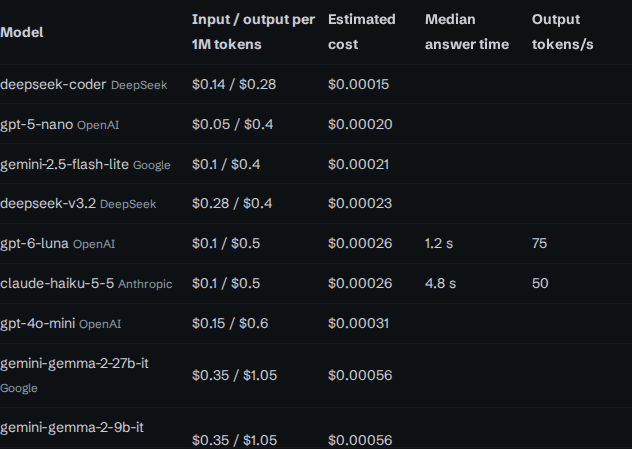 Model Input / output per 1M tokens Estimated cost Median answer time Output tokens/s
deepseek-coder DeepSeek $0.14 / $0.28 $0.00015
gpt-5-nano OpenAI $0.05 / $0.4 $0.00020
gemini-2.5-flash-lite Google $0.1 / $0.4 $0.00021
deepseek-v3.2 DeepSeek $0.28 / $0.4 $0.00023
gpt-6-luna OpenAI $0.1 / $0.5 $0.00026 1.2 s 75
claude-haiku-5-5 Anthropic $0.1 / $0.5 $0.00026 4.8 s 50
gpt-4o-mini OpenAI $0.15 / $0.6 $0.00031
gemini-gemma-2-27b-it Google $0.35 / $1.05 $0.00056
gemini-gemma-2-9b-it $0.35 / $1.05 $0.00056